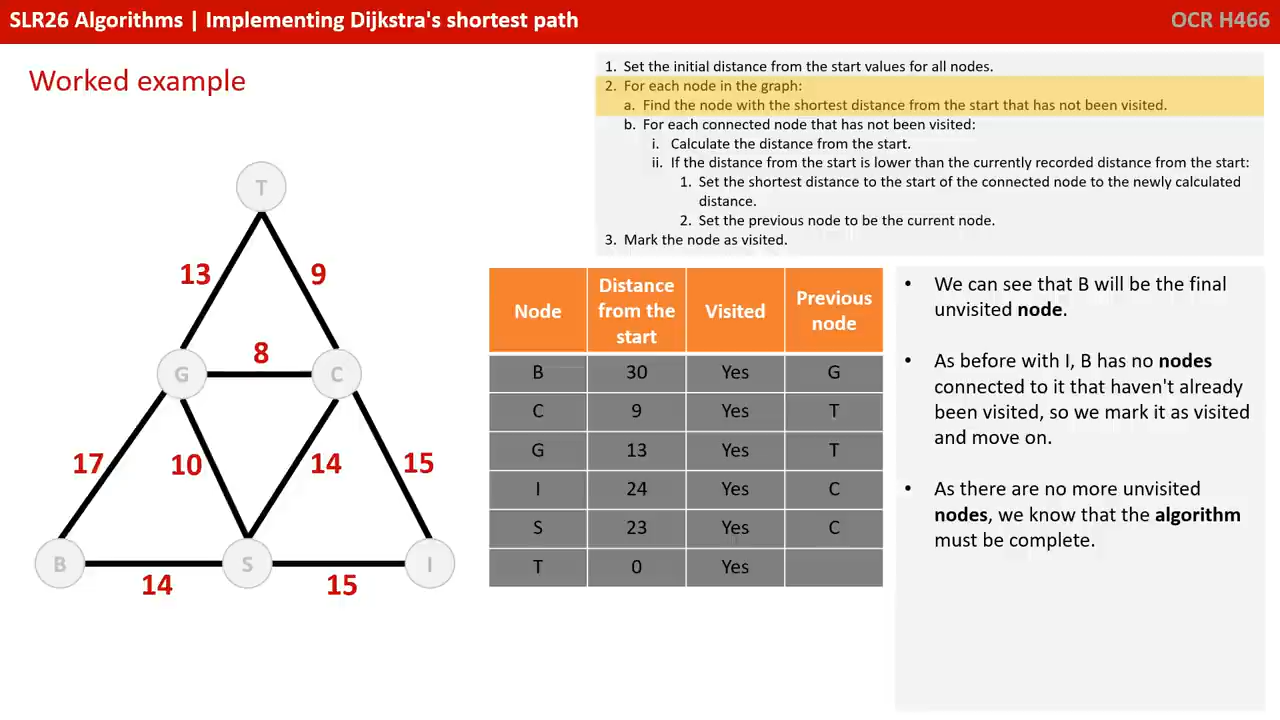 SLR26 Algorithms | Implementing Dijkstra's shortest path
OCR H466
Worked example
1. Set the initial distance from the start values for all nodes.
2. For each node in the graph:
a. Find the node with the shortest distance from the start that has not been visited.
b. For each connected node that has not been visited:
i. Calculate the distance from the start.
ii. If the distance from the start is lower than the currently recorded distance from the start:
1. Set the shortest distance to the start of the connected node to the newly calculated
distance.
2. Set the previous node to be the current node.
3. Mark the node as visited.
T
13
9
8
G
C
17
10
14
15
B
S
I
14
15
Node
Distance
from the
start
Visited
Previous
node
B 30 Yes G
C 9 Yes T
G 13 Yes T
I 24 Yes C
S 23 Yes C
T 0 Yes
• We can see that B will be the final
unvisited node.
• As before with I, B has no nodes
connected to it that haven't already
been visited, so we mark it as visited
and move on.
• As there are no more unvisited
nodes, we know that the algorithm
must be complete.